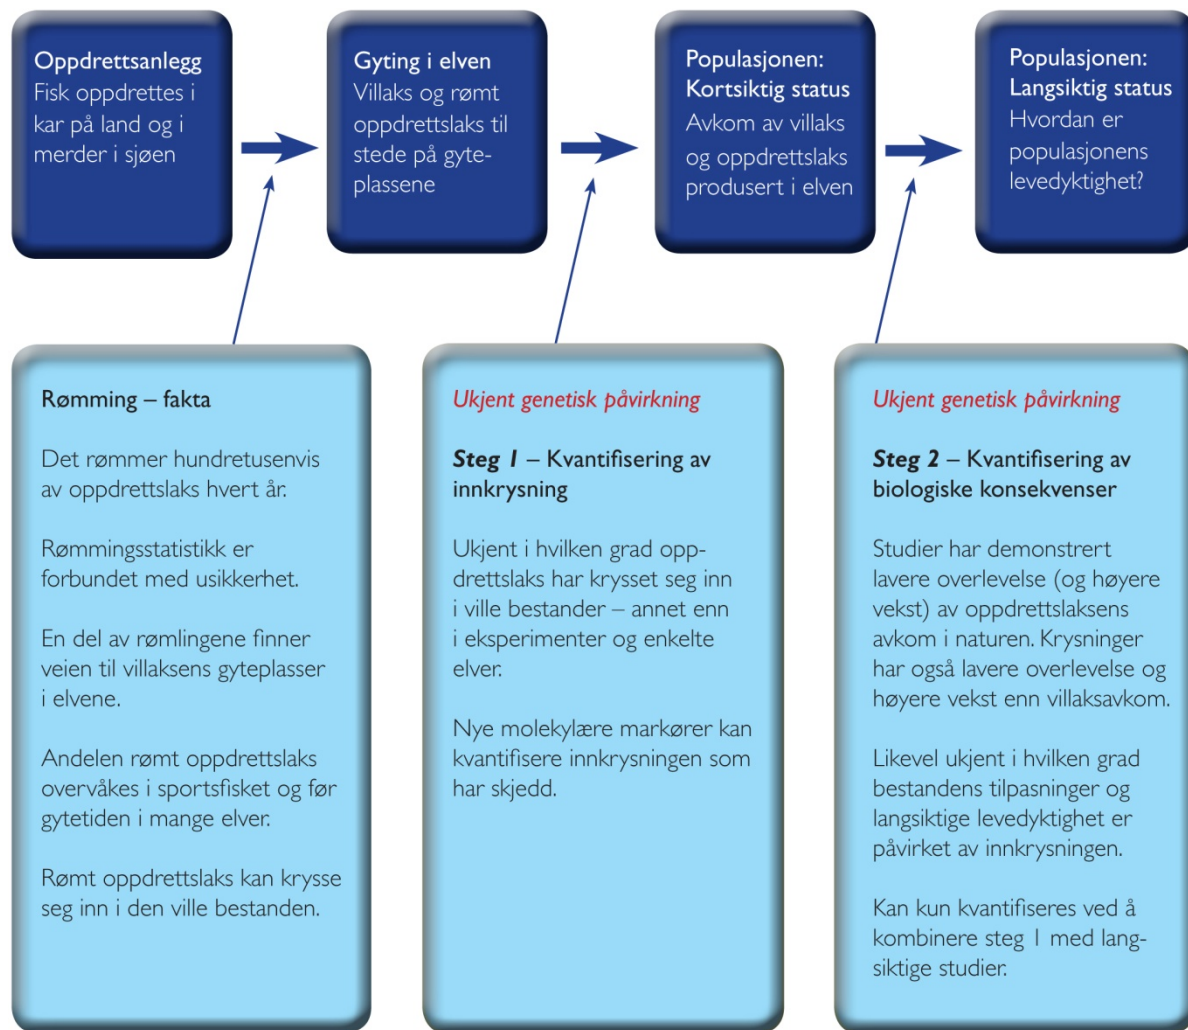 Oppdrettsanlegg
Fisk oppdrettes i
kar på land og i
merder i sjøen
Gyting i elven
Villaks og rømt
oppdrettslaks til
stede på gyte-
plassene
Populasjonen:
Kortsiktig status
Avkom av villaks
og oppdrettslaks
produsert i elven
Populasjonen:
Langsiktig status
Hvordan er
populasjonens
levedyktighet?
Rømming – fakta
Det rømmer hundretusenvis
av oppdrettslaks hvert år.
Rømmingsstatistikk er
forbundet med usikkerhet.
En del av rømlingene finner
veien til villaksens gyteplasser
i elvene.
Andelen rømt oppdrettslaks
overvåkes i sportsfisket og før
gytetiden i mange elver.
Rømt oppdrettslaks kan krysse
seg inn i den ville bestanden.
Ukjent genetisk påvirkning
Steg 1 – Kvantifisering av
innkrysning
Ukjent i hvilken grad opp-
drettslaks har krysset seg inn
i ville bestander – annet enn
i eksperimenter og enkelte
elver.
Nye molekylære markører kan
kvantifisere innkrysningen som
har skjedd.
Ukjent genetisk påvirkning
Steg 2 – Kvantifisering av
biologiske konsekvenser
Studier har demonstrert
lavere overlevelse (og høyere
vekst) av oppdrettslaksens
avkom i naturen. Krysninger
har også lavere overlevelse og
høyere vekst enn villaksavkom.
Likevel ukjent i hvilken grad
bestandens tilpasninger og
langsiktige levedyktighet er
påvirket av innkrysningen.
Kan kun kvantifiseres ved å
kombinere steg 1 med lang-
siktige studier.